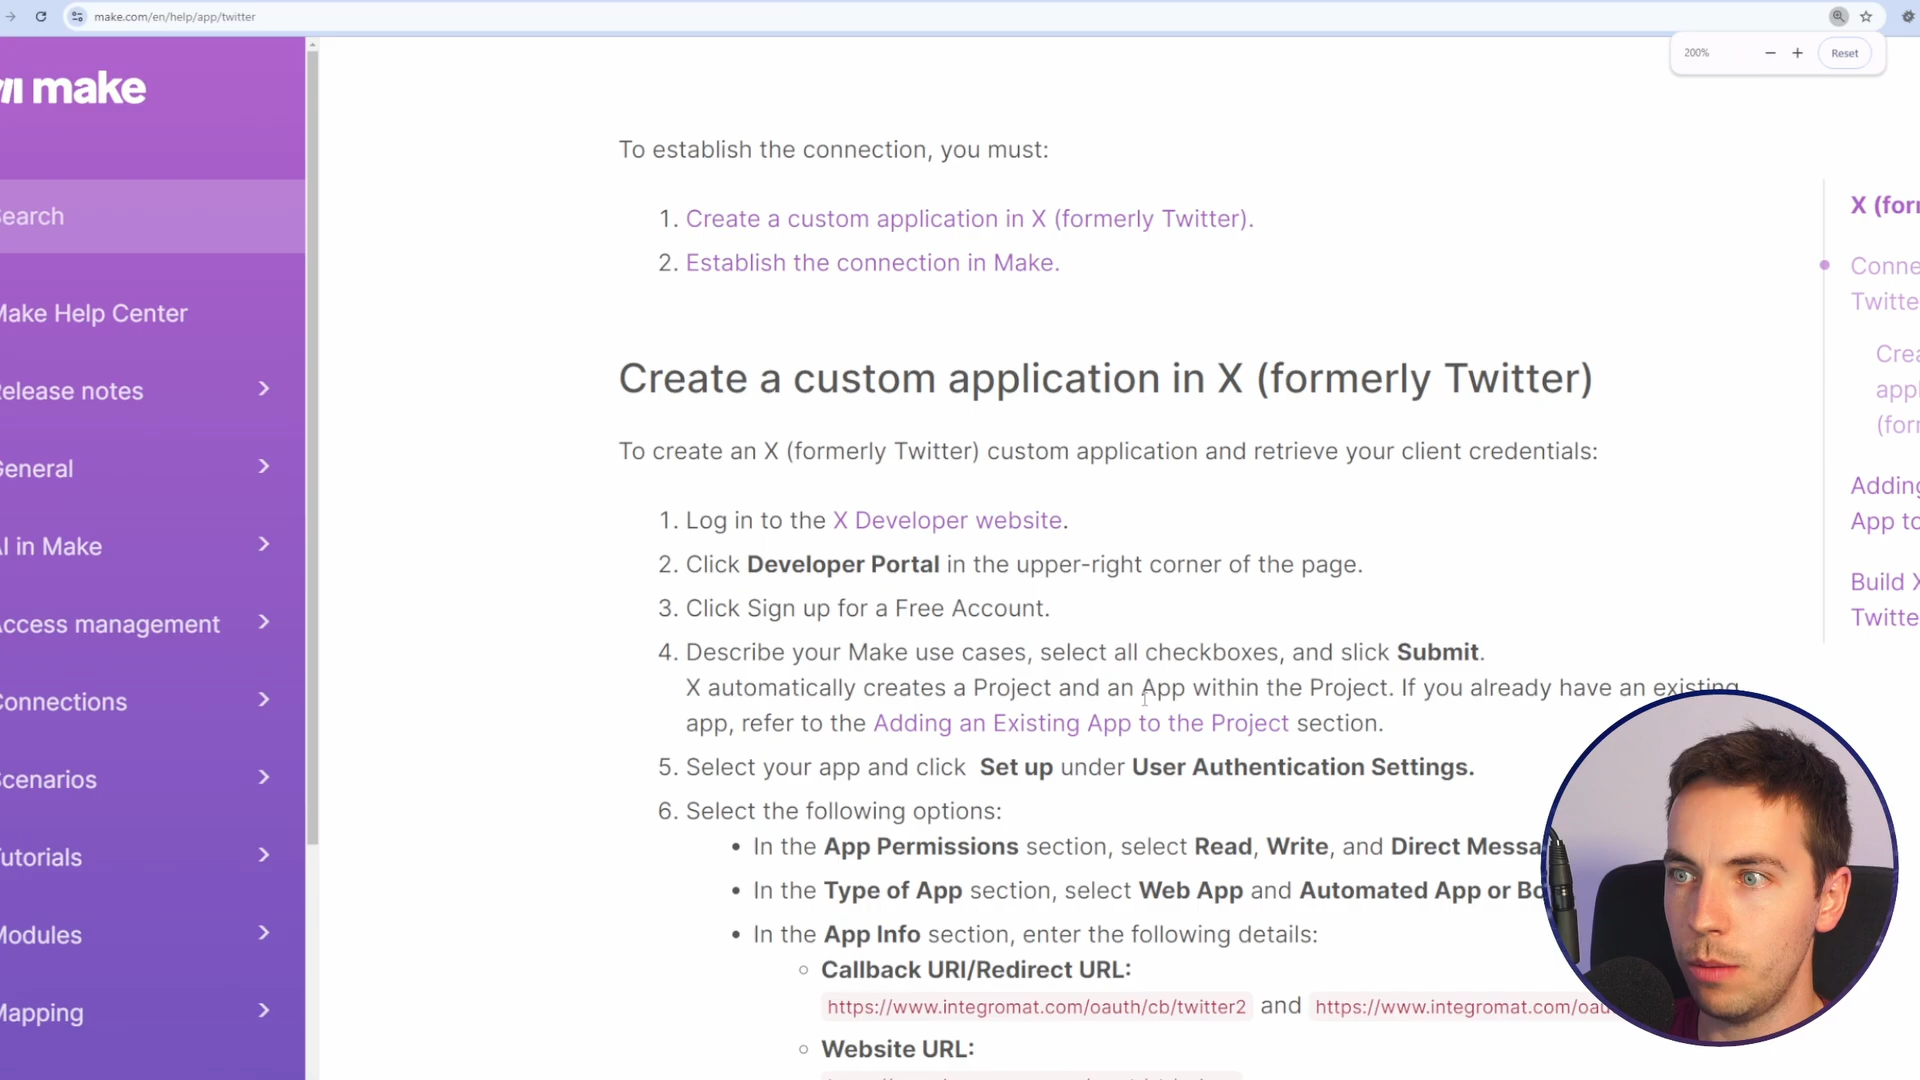 make.com/en/help/app/twitter
200%
Reset
make
earch
Make Help Center
elease notes
General
AI in Make
Access management
onnections
cenarios
utorials
Modules
Mapping
To establish the connection, you must:
1. Create a custom application in X (formerly Twitter).
2. Establish the connection in Make.
Create a custom application in X (formerly Twitter)
To create an X (formerly Twitter) custom application and retrieve your client credentials:
1. Log in to the X Developer website.
2. Click Developer Portal in the upper-right corner of the page.
3. Click Sign up for a Free Account.
4. Describe your Make use cases, select all checkboxes, and slick Submit.
X automatically creates a Project and an App within the Project. If you already have an existing
app, refer to the Adding an Existing App to the Project section.
5. Select your app and click Set up under User Authentication Settings.
6. Select the following options:
• In the App Permissions section, select Read, Write, and Direct Messa
• In the Type of App section, select Web App and Automated App or Bo
• In the App Info section, enter the following details:
Callback URI/Redirect URL:
https://www.integromat.com/oauth/cb/twitter2 and https://www.integromat.com/oau
Website URL:
X (for
Conne
Twitte
Crea
appl
(for
Adding
App to
Build X
Twitte